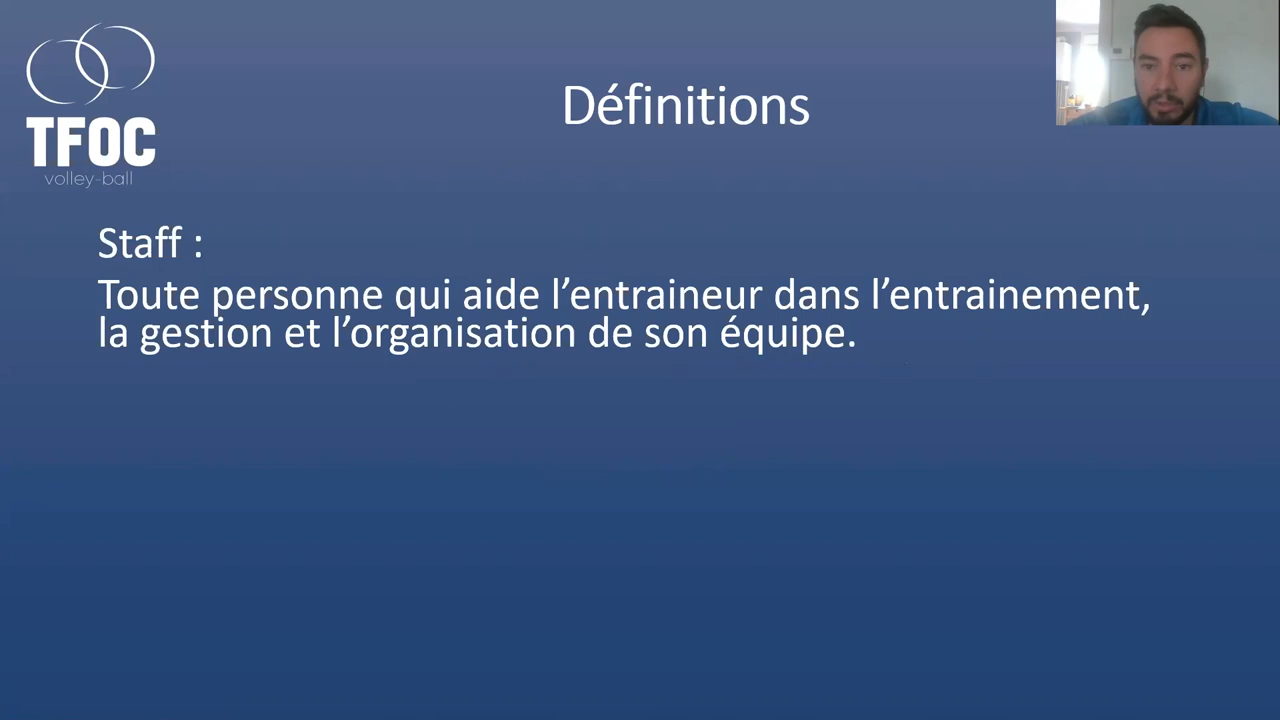 TFOC
volley-ball
Définitions
Staff :
Toute personne qui aide l’entraineur dans l’entrainement,
la gestion et l’organisation de son équipe.